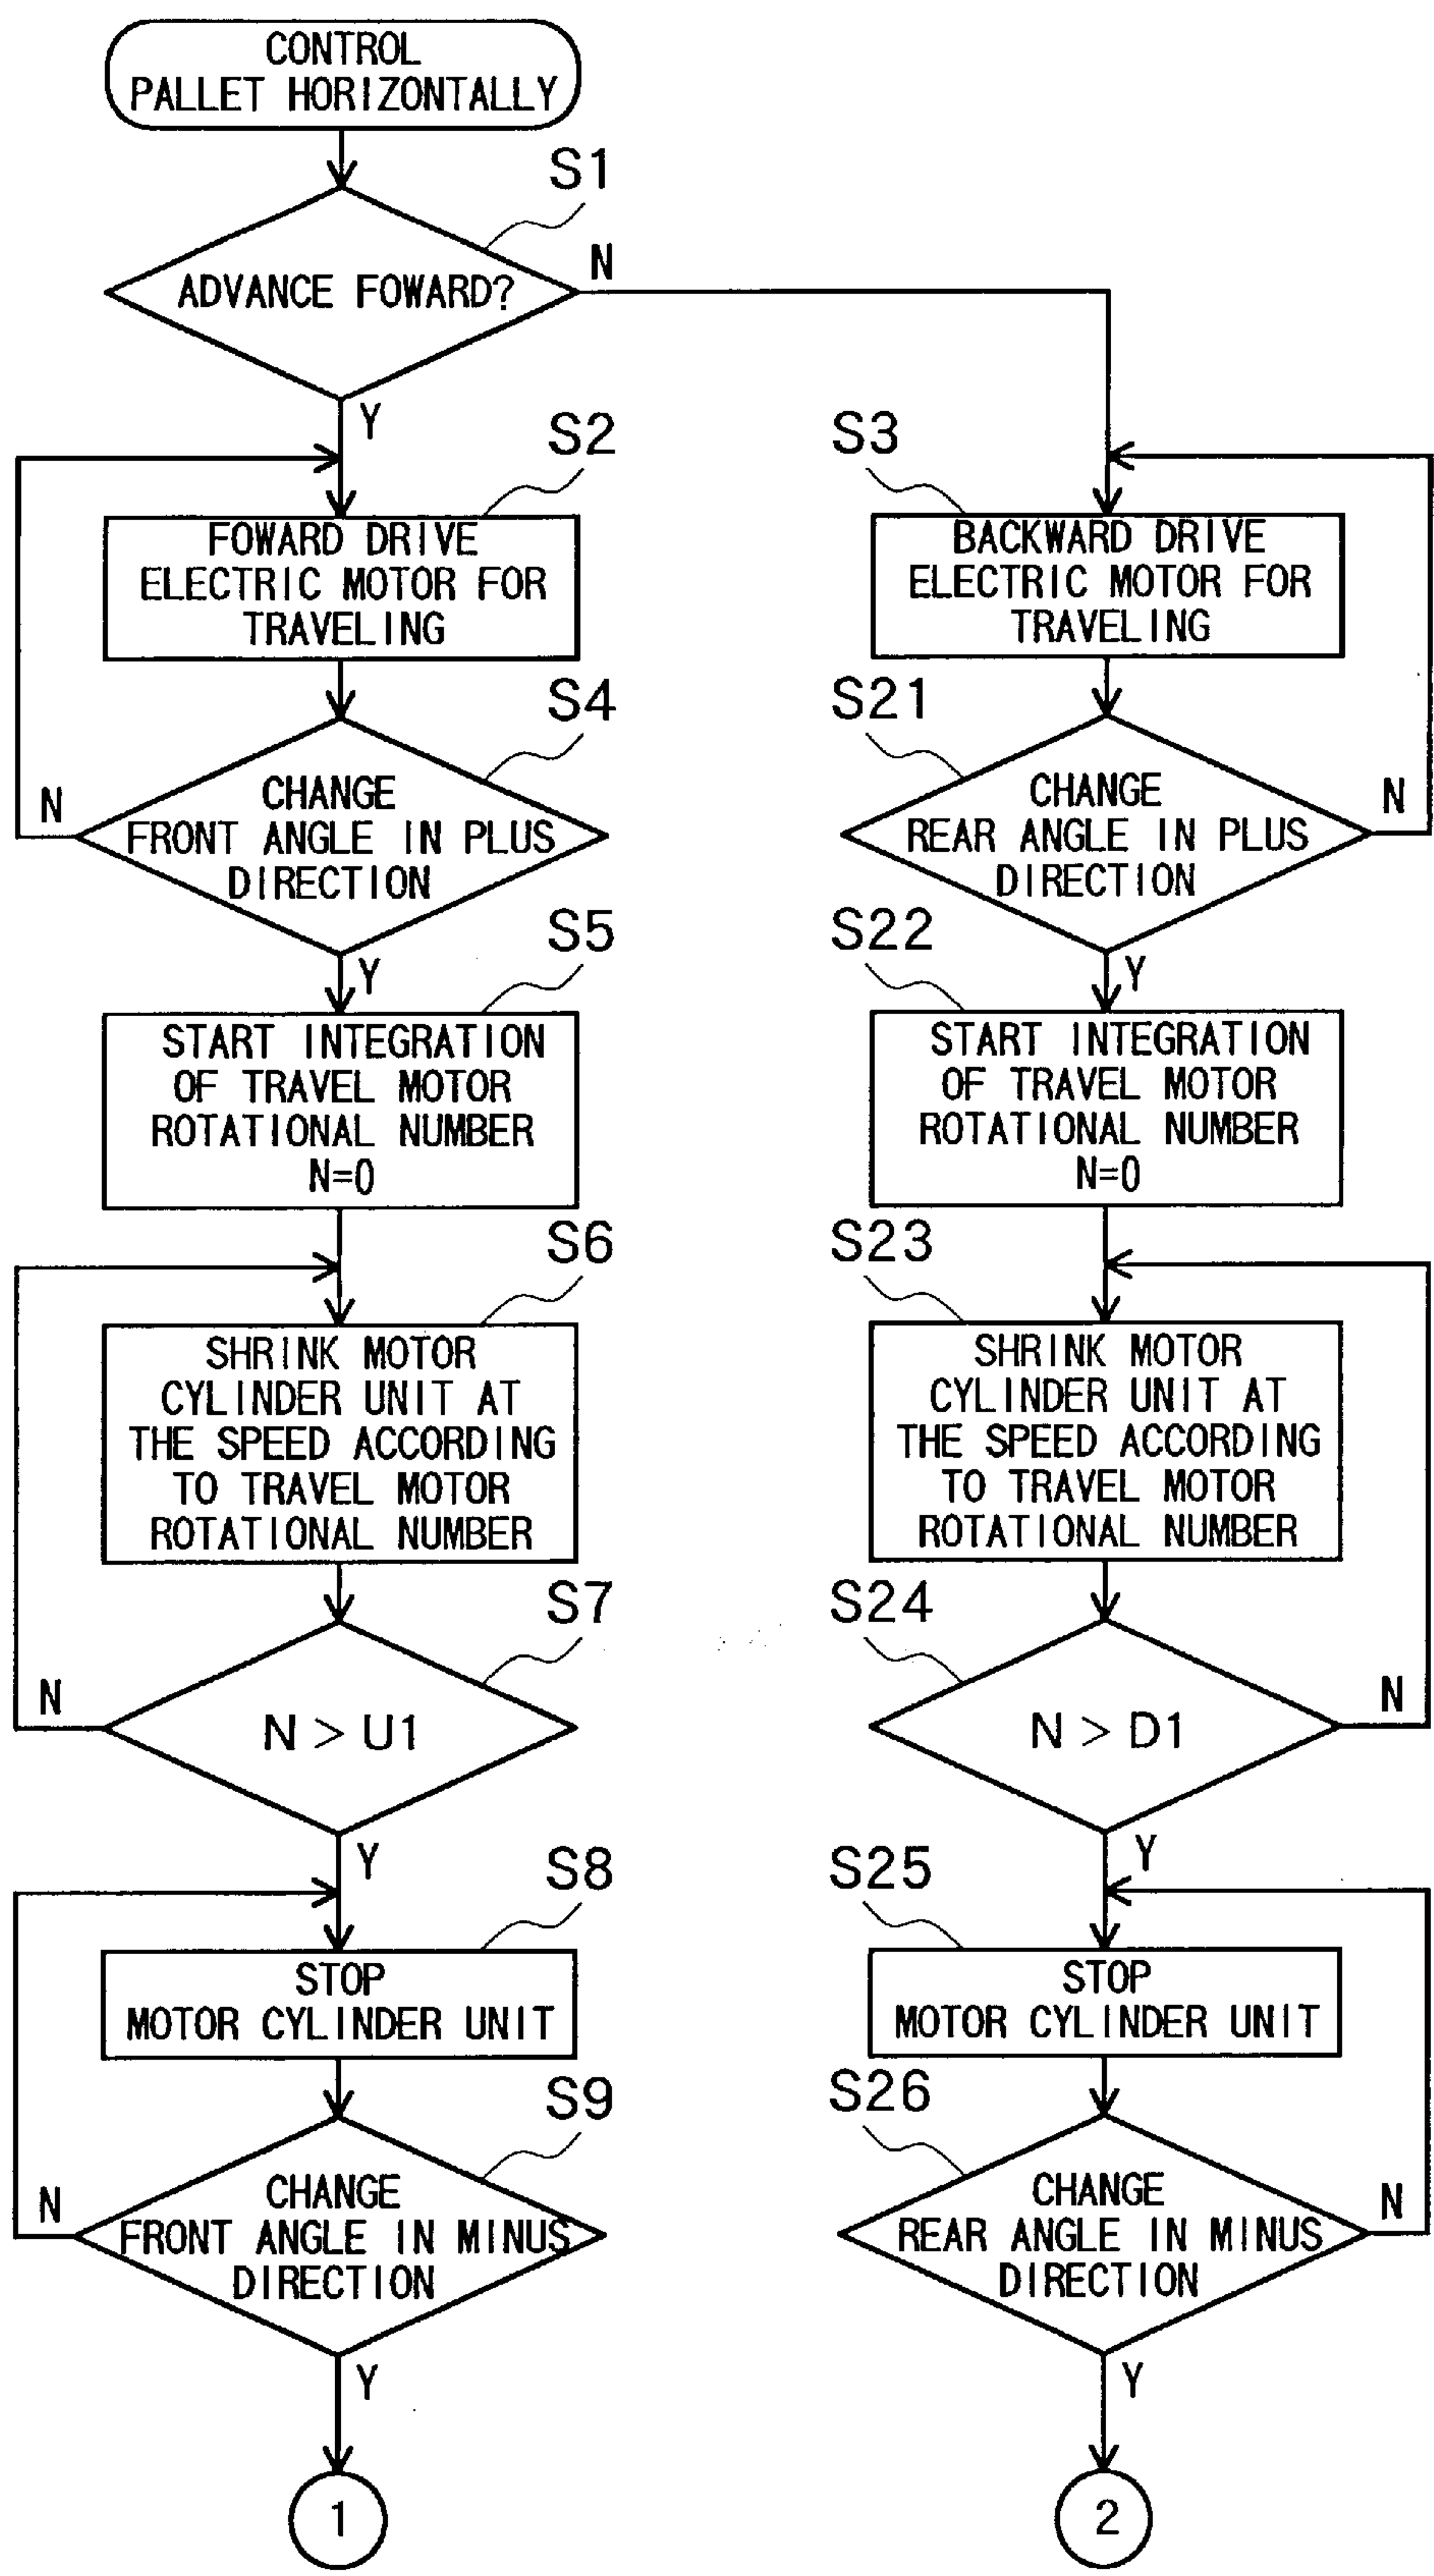 CONTROL
PALLET HORIZONTALLY
S1
ADVANCE FOWARD?
N
Y
S2
FOWARD DRIVE
ELECTRIC MOTOR FOR
TRAVELING
S4
CHANGE
FRONT ANGLE IN PLUS
DIRECTION
N
Y
S5
START INTEGRATION
OF TRAVEL MOTOR
ROTATIONAL NUMBER
N=0
S6
SHRINK MOTOR
CYLINDER UNIT AT
THE SPEED ACCORDING
TO TRAVEL MOTOR
ROTATIONAL NUMBER
S7
N > U1
N
Y
S8
STOP
MOTOR CYLINDER UNIT
S9
CHANGE
FRONT ANGLE IN MINUS
DIRECTION
N
Y
1
S3
BACKWARD DRIVE
ELECTRIC MOTOR FOR
TRAVELING
S21
CHANGE
REAR ANGLE IN PLUS
DIRECTION
N
Y
S22
START INTEGRATION
OF TRAVEL MOTOR
ROTATIONAL NUMBER
N=0
S23
SHRINK MOTOR
CYLINDER UNIT AT
THE SPEED ACCORDING
TO TRAVEL MOTOR
ROTATIONAL NUMBER
S24
N > D1
N
Y
S25
STOP
MOTOR CYLINDER UNIT
S26
CHANGE
REAR ANGLE IN MINUS
DIRECTION
N
Y
2